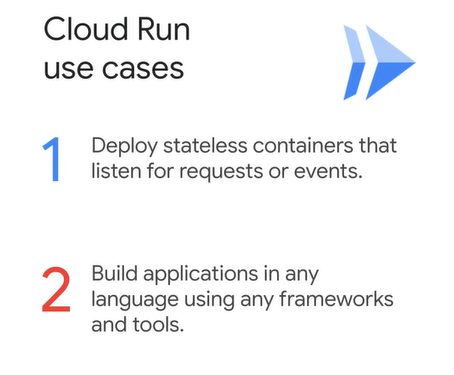 Cloud Run
use cases
1 Deploy stateless containers that
listen for requests or events.
2 Build applications in any
language using any frameworks
and tools.